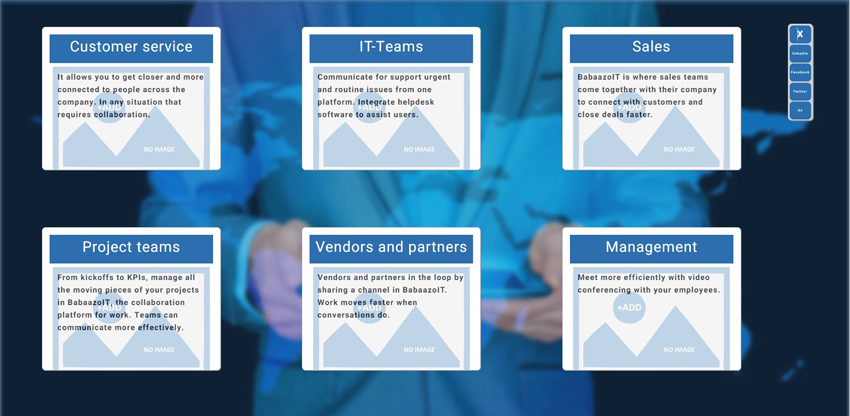 Customer service
It allows you to get closer and more
connected to people across the
company. In any situation that
requires collaboration.
+ADD
NO IMAGE
IT-Teams
Communicate for support urgent
and routine issues from one
platform. Integrate helpdesk
software to assist users.
+ADD
NO IMAGE
Sales
BabaazoIT is where sales teams
come together with their company
to connect with customers and
close deals faster.
+ADD
NO IMAGE
X
LinkedIn
Facebook
Twitter
Project teams
From kickoffs to KPIs, manage all
the moving pieces of your projects
in BabaazoIT, the collaboration
platform for work. Teams can
communicate more effectively.
+ADD
NO IMAGE
Vendors and partners
Vendors and partners in the loop by
sharing a channel in BabaazoIT.
Work moves faster when
conversations do.
+ADD
NO IMAGE
Management
Meet more efficiently with video
conferencing with your employees.
+ADD
NO IMAGE